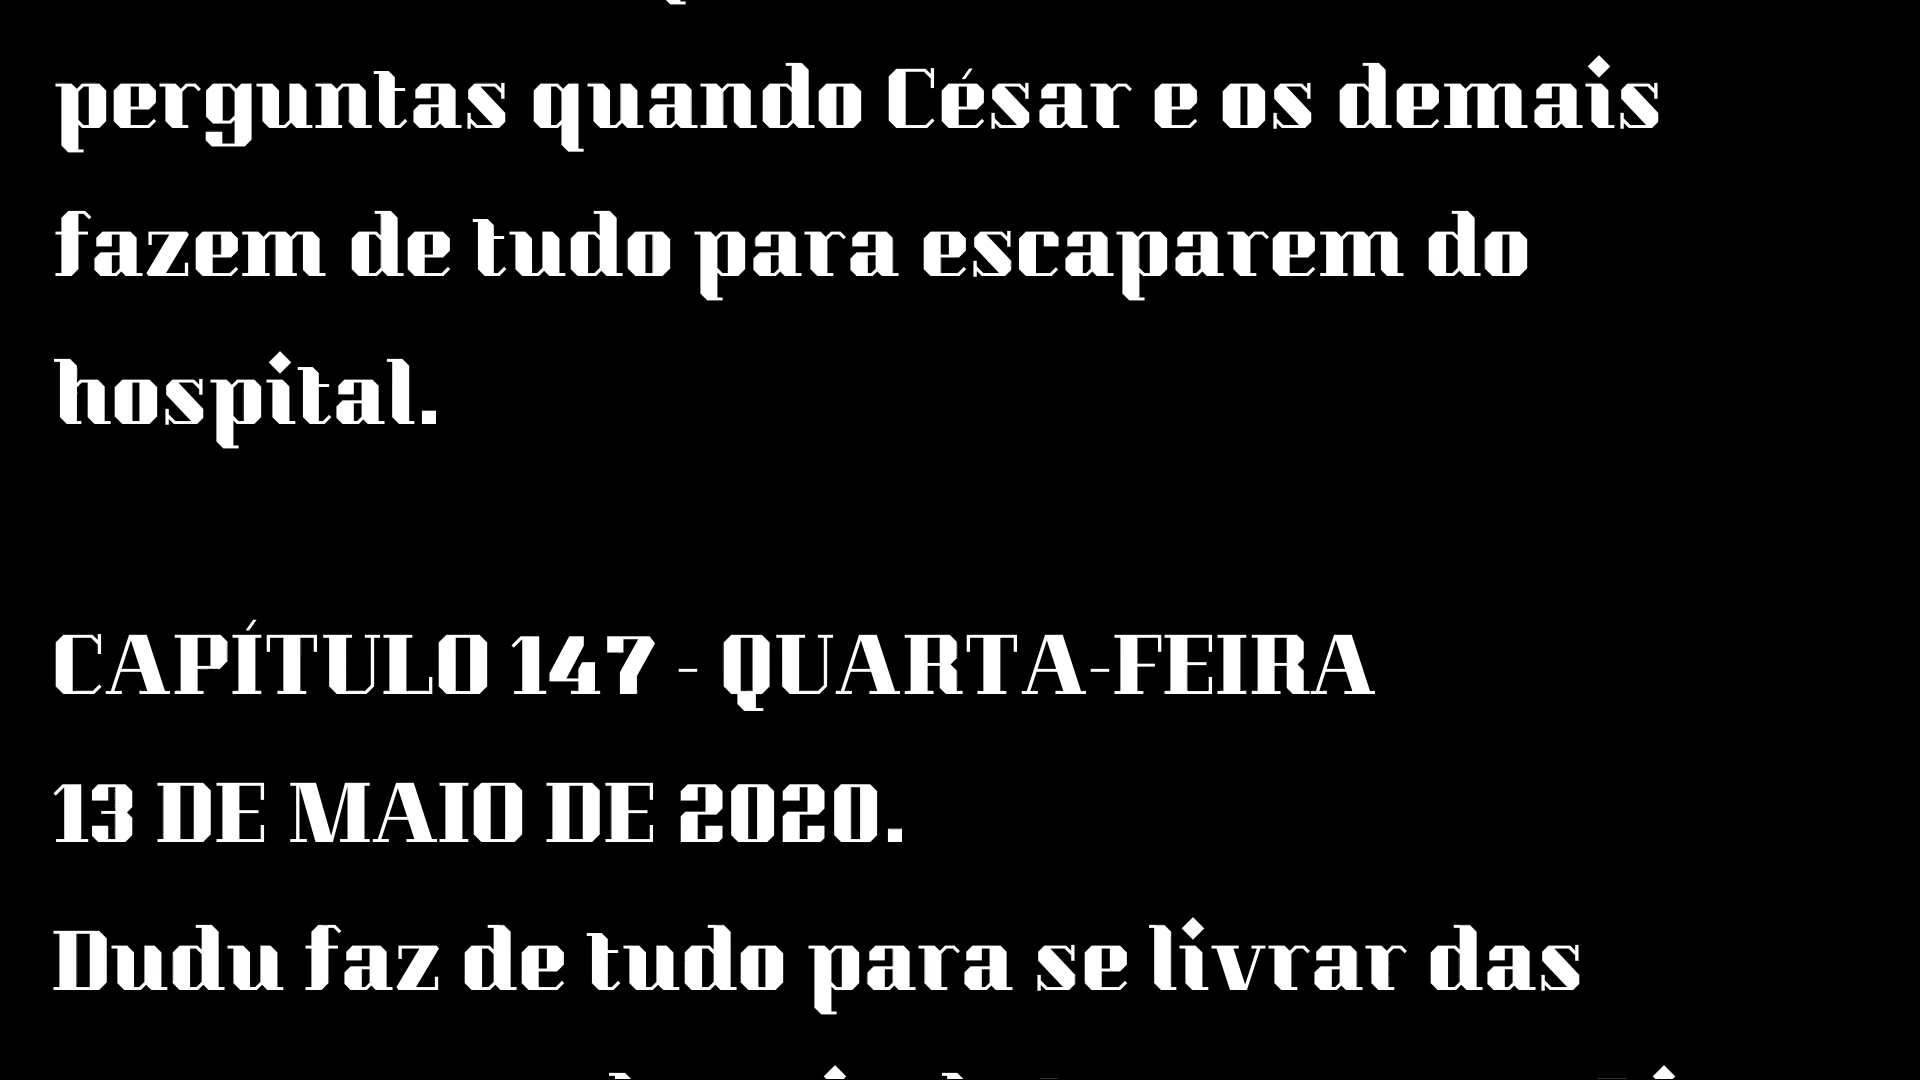 perguntas quando César e os demais
fazem de tudo para escaparem do
hospital.
CAPÍTULO 147 - QUARTA-FEIRA
13 DE MAIO DE 2020.
Dudu faz de tudo para se livrar das